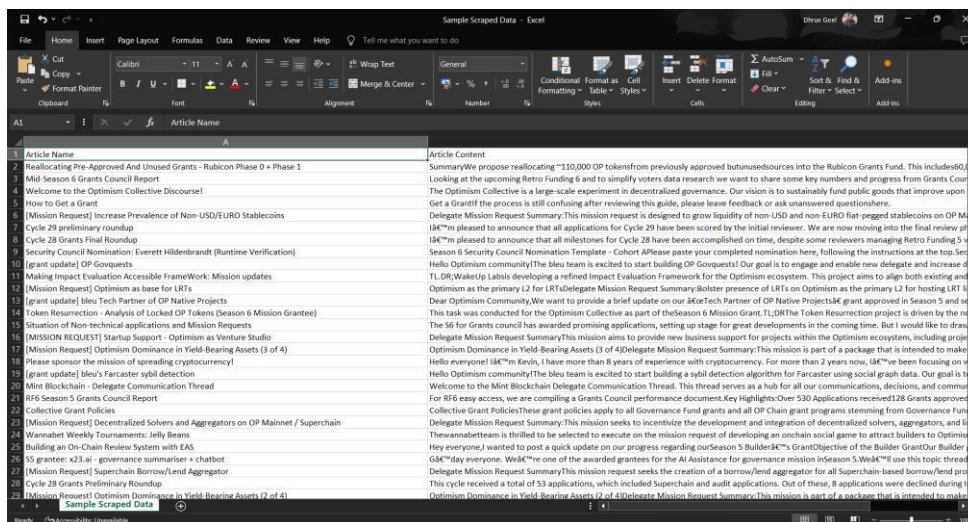 Sample Scraped Data - Excel
Dhruv Goel
File Home Insert Page Layout Formulas Data Review View Help Tell me what you want to do
Paste
Cut
Copy
Format Painter
Clipboard
Calibri 11
Font
Wrap Text
Merge & Center
Alignment
General
Number
Conditional Formatting
Format as Table
Cell Styles
Styles
Insert Delete Format
Cells
AutoSum
Fill
Clear
Sort & Filter
Find & Select
Editing
Add-ins
Add-ins
A1 fx Article Name
A
1 Article Name Article Content
2 Reallocating Pre-Approved And Unused Grants - Rubicon Phase 0 + Phase 1 SummaryWe propose reallocating ~110,000 OP tokensfrom previously approved butunusedsources into the Rubicon Grants Fund. This includes60,
3 Mid-Season 6 Grants Council Report Looking at the upcoming Retro Funding 6 and to simplify voters data research we want to share some key numbers and progress from Grants Coun
4 Welcome to the Optimism Collective Discourse! The Optimism Collective is a large-scale experiment in decentralized governance. Our vision is to sustainably fund public goods that improve upon
5 How to Get a Grant Get a GrantIf the process is still confusing after reviewing this guide, please leave feedback or ask unanswered questionshere.
6 [Mission Request] Increase Prevalence of Non-USD/EURO Stablecoins Delegate Mission Request Summary:This mission request is designed to grow liquidity of non-USD and non-EURO fiat-pegged stablecoins on OP Ma
7 Cycle 29 preliminary roundup Iâ€™m pleased to announce that all applications for Cycle 29 have been scored by the initial reviewer. We are now moving into the final review ph
8 Cycle 28 Grants Final Roundup Iâ€™m pleased to announce that all milestones for Cycle 28 have been accomplished on time, despite some reviewers managing Retro Funding 5 v
9 Security Council Nomination: Everett Hildenbrandt (Runtime Verification) Season 6 Security Council Nomination Template - Cohort APlease paste your completed nomination here, following the instructions at the top.Sec
10 [grant update] OP Govquests Hello Optimism community! The bleu team is excited to start building OP Govquests! Our goal is to engage and enable new delegate and increase d
11 Making Impact Evaluation Accessible FrameWork: Mission updates TL.DR;WakeUp Labsis developing a refined Impact Evaluation Framework for the Optimism ecosystem. This project aims to align both existing and
12 [Mission Request] Optimism as base for LRTs Optimism as the primary L2 for LRTsDelegate Mission Request Summary:Bolster presence of LRTs on Optimism as the primary L2 for hosting LRT li
13 [grant update] bleu Tech Partner of OP Native Projects Dear Optimism Community,We want to provide a brief update on our â€œTech Partner of OP Native Projectsâ€ grant approved in Season 5 and se
14 Token Resurrection - Analysis of Locked OP Tokens (Season 6 Mission Grantee) This task was conducted for the Optimism Collective as part of theSeason 6 Mission Grant.TL;DRThe Token Resurrection project is driven by the ne
15 Situation of Non-technical applications and Mission Requests The S6 for Grants council has awarded promising applications, setting up stage for great developments in the coming time. But I would like to draw
16 [MISSION REQUEST] Startup Support - Optimism as Venture Studio Delegate Mission Request SummaryThis mission aims to provide new business support for projects within the Optimism ecosystem, including proje
17 [Mission Request] Optimism Dominance in Yield-Bearing Assets (3 of 4) Optimism Dominance in Yield-Bearing Assets (3 of 4)Delegate Mission Request Summary:This mission is part of a package that is intended to make
18 Please sponsor the mission of spreading cryptocurrency! Hello everyone! Iâ€™m Kevin, I have more than 8 years of experience with cryptocurrency. For more than 2 years now, Iâ€™ve been focusing on v
19 [grant update] bleu's Farcaster sybil detection Hello Optimism community!The bleu team is excited to start building a sybil detection algorithm for Farcaster using social graph data. Our goal is t
20 Mint Blockchain - Delegate Communication Thread Welcome to the Mint Blockchain Delegate Communication Thread. This thread serves as a hub for all our communications, decisions, and commun
21 RF6 Season 5 Grants Council Report For RF6 easy access, we are compiling a Grants Council performance document.Key Highlights:Over 530 Applications received128 Grants approved
22 Collective Grant Policies Collective Grant PoliciesThese grant policies apply to all Governance Fund grants and all OP Chain grant programs stemming from Governance Fun
23 [Mission Request] Decentralized Solvers and Aggregators on OP Mainnet / Superchain Delegate Mission Request Summary:This mission seeks to incentivize the development and integration of decentralized solvers, aggregators, and li
24 Wannabet Weekly Tournaments: Jelly Beans Thewannabetteam is thrilled to be selected to execute on the mission request of developing an onchain social game to attract builders to Optimism
25 Building an On-Chain Review System with EAS Hey everyone,I wanted to post a quick update on our progress regarding ourSeason 5 Builderâ€™s GrantObjective of the Builder GrantOur Builder
26 S5 grantee: x23.ai - governance summariser + chatbot Gâ€™day everyone. Weâ€™re one of the awarded grantees for the AI Assistance for governance mission inSeason 5.Weâ€™ll use this topic thread
27 [Mission Request] Superchain Borrow/Lend Aggregator Delegate Mission Request SummaryThis mission request seeks the creation of a borrow/lend aggregator for all Superchain-based borrow/lend pro
28 Cycle 28 Grants Preliminary Roundup This cycle received a total of 53 applications, which included Superchain and audit applications. Out of these, 8 applications were declined during I
29 [Mission Request] Optimism Dominance in Yield-Bearing Assets (2 of 4) Optimism Dominance in Yield-Bearing Assets (2 of 4)Delegate Mission Request Summary:This mission is part of a package that is intended to make
Sample Scraped Data
Ready Accessibility: Unavailable